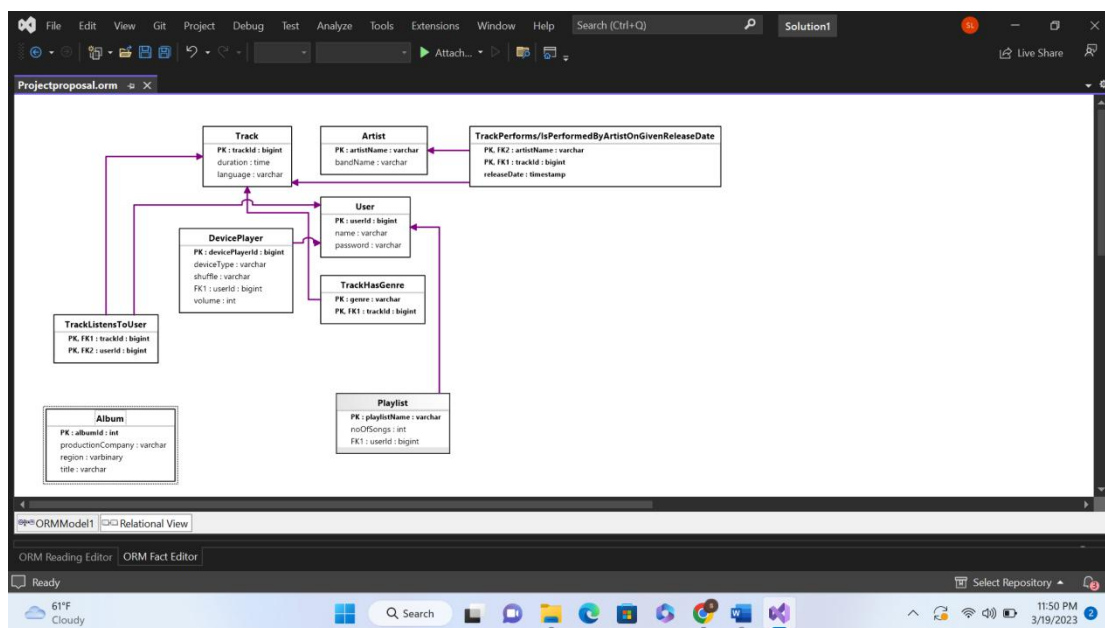 File Edit View Git Project Debug Test Analyze Tools Extensions Window Help Search (Ctrl+Q) Solution1 SL
Attach... Live Share
Projectproposal.orm
Track
PK : trackId : bigint
duration : time
language : varchar
Artist
PK : artistName : varchar
bandName : varchar
TrackPerforms/IsPerformedByArtistOnGivenReleaseDate
PK, FK2 : artistName : varchar
PK, FK1 : trackId : bigint
releaseDate : timestamp
User
PK : userId : bigint
name : varchar
password : varchar
DevicePlayer
PK : devicePlayerId : bigint
deviceType : varchar
shuffle : varchar
FK1 : userId : bigint
volume : int
TrackHasGenre
PK : genre : varchar
PK, FK1 : trackId : bigint
TrackListensToUser
PK, FK1 : trackId : bigint
PK, FK2 : userId : bigint
Album
PK : albumId : int
productionCompany : varchar
region : varbinary
title : varchar
Playlist
PK : playlistName : varchar
noOfSongs : int
FK1 : userId : bigint
ORMModel1 Relational View
ORM Reading Editor ORM Fact Editor
Ready Select Repository 3
61°F
Cloudy
Search
11:50 PM
3/19/2023 2